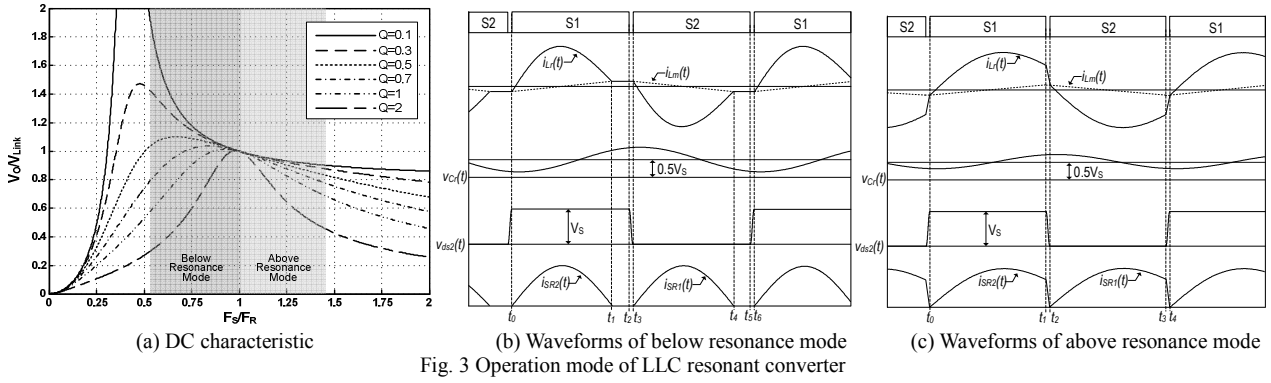 2
1.8
1.6
1.4
1.2
1
0.8
0.6
0.4
0.2
0
V_O/V_Link
Q=0.1
Q=0.3
Q=0.5
Q=0.7
Q=1
Q=2
Below
Resonance
Mode
Above
Resonance
Mode
0 0.25 0.5 0.75 1 1.25 1.5 1.75 2
F_S/F_R
(a) DC characteristic
S2 S1 S2 S1
i_Lr(t)
i_Lm(t)
v_Cr(t)
0.5V_S
v_ds2(t)
V_S
i_SR2(t) i_SR1(t)
t_0 t_1 t_2 t_3 t_4 t_5 t_6
(b) Waveforms of below resonance mode
S2 S1 S2 S1
i_Lr(t)
i_Lm(t)
v_Cr(t)
0.5V_S
v_ds2(t)
V_S
i_SR2(t) i_SR1(t)
t_0 t_1 t_2 t_3 t_4
(c) Waveforms of above resonance mode
Fig. 3 Operation mode of LLC resonant converter